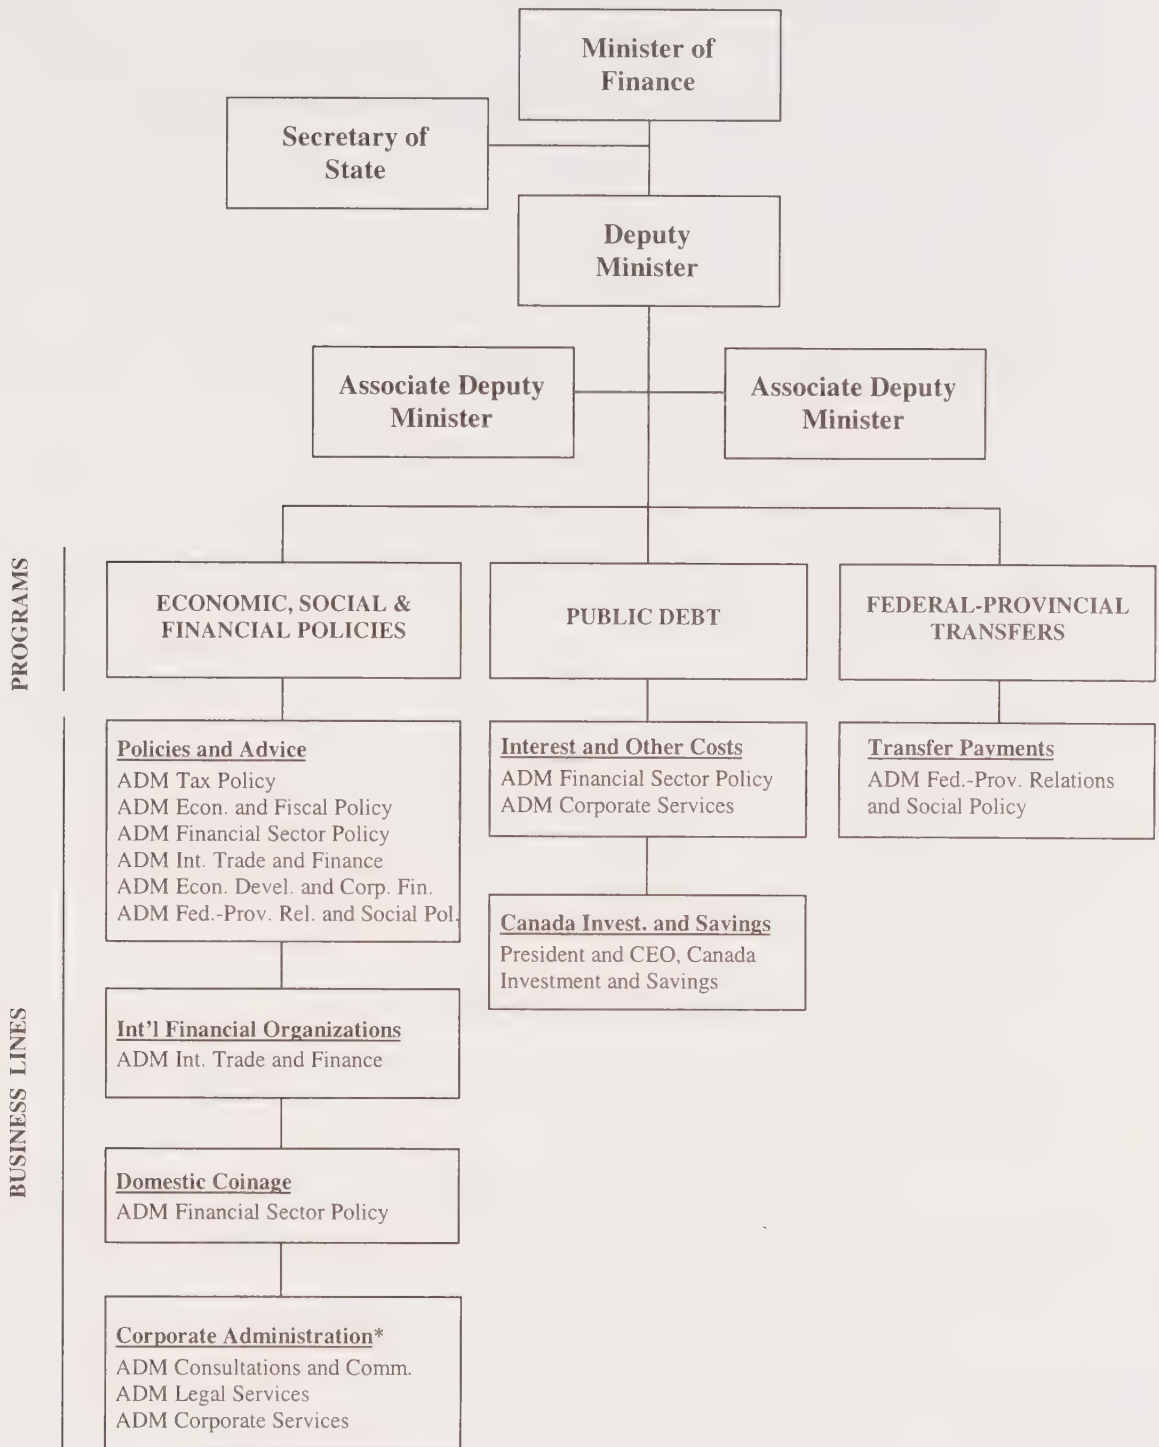 Minister of
Finance
Secretary of
State
Deputy
Minister
Associate Deputy
Minister
Associate Deputy
Minister
PROGRAMS
ECONOMIC, SOCIAL &
FINANCIAL POLICIES
PUBLIC DEBT
FEDERAL-PROVINCIAL
TRANSFERS
BUSINESS LINES
Policies and Advice
ADM Tax Policy
ADM Econ. and Fiscal Policy
ADM Financial Sector Policy
ADM Int. Trade and Finance
ADM Econ. Devel. and Corp. Fin.
ADM Fed.-Prov. Rel. and Social Pol.
Int'l Financial Organizations
ADM Int. Trade and Finance
Domestic Coinage
ADM Financial Sector Policy
Corporate Administration*
ADM Consultations and Comm.
ADM Legal Services
ADM Corporate Services
Interest and Other Costs
ADM Financial Sector Policy
ADM Corporate Services
Canada Invest. and Savings
President and CEO, Canada
Investment and Savings
Transfer Payments
ADM Fed.-Prov. Relations
and Social Policy